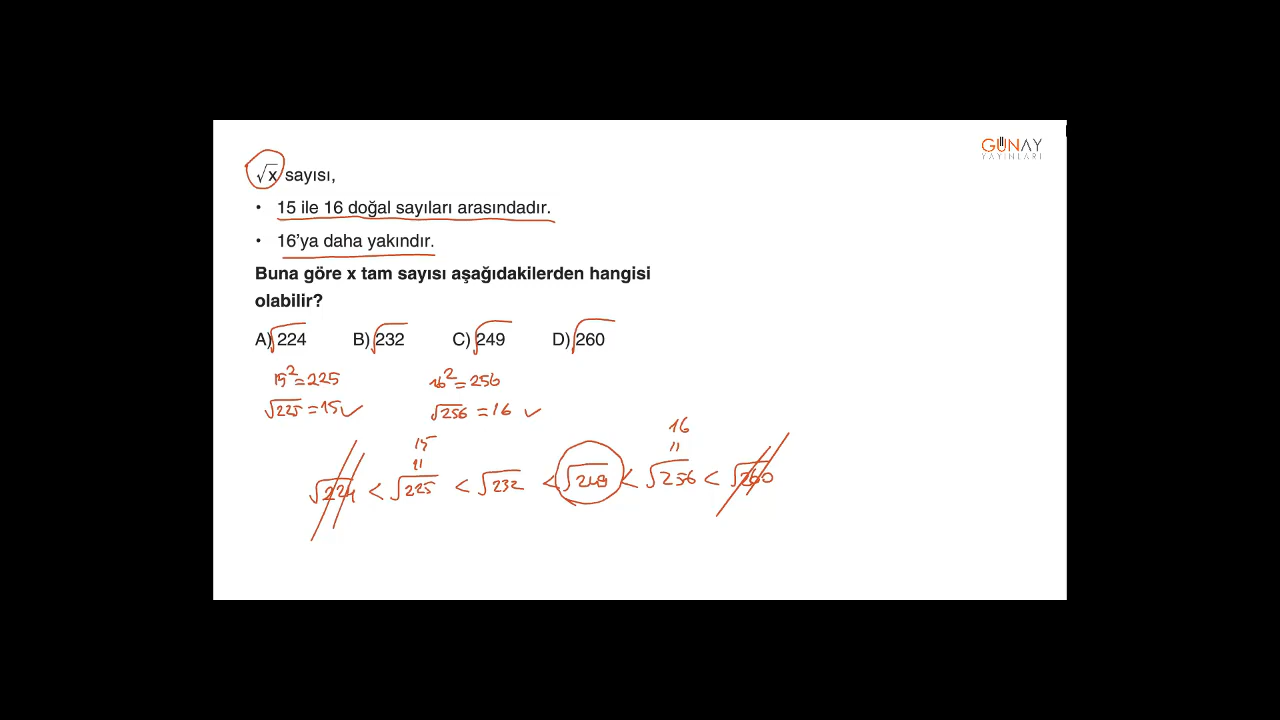 GÜNAY
YAYINLARI
√x sayısı,
• 15 ile 16 doğal sayıları arasındadır.
• 16'ya daha yakındır.
Buna göre x tam sayısı aşağıdakilerden hangisi
olabilir?
A) √224 B) √232 C) √249 D) √260
15² = 225 16² = 256
√225 = 15 ✓ √256 = 16 ✓
15 16
= =
√224 < √225 < √232 < √248 < √256 < √260